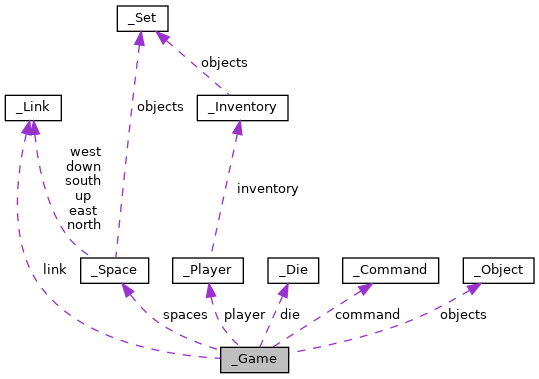 _Set
objects
_Link
_Inventory
objects
west
down
south
up
east
north
inventory
_Space
_Player
_Die
_Command
_Object
link
spaces
player
die
command
objects
_Game